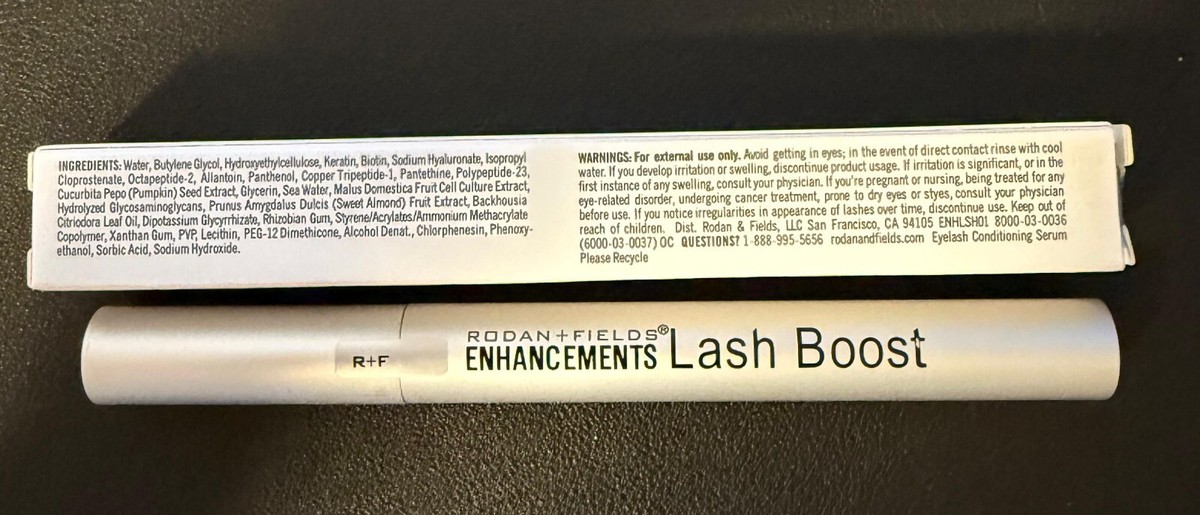 INGREDIENTS: Water, Butylene Glycol, Hydroxyethylcellulose, Keratin, Biotin, Sodium Hyaluronate, Isopropyl
Cloprostenate, Octapeptide-2, Allantoin, Panthenol, Copper Tripeptide-1, Pantethine, Polypeptide-23,
Cucurbita Pepo (Pumpkin) Seed Extract, Glycerin, Sea Water, Malus Domestica Fruit Cell Culture Extract,
Hydrolyzed Glycosaminoglycans, Prunus Amygdalus Dulcis (Sweet Almond) Fruit Extract, Backhousia
Citriodora Leaf Oil, Dipotassium Glycyrrhizate, Rhizobian Gum, Styrene/Acrylates/Ammonium Methacrylate
Copolymer, Xanthan Gum, PVP, Lecithin, PEG-12 Dimethicone, Alcohol Denat., Chlorphenesin, Phenoxy-
ethanol, Sorbic Acid, Sodium Hydroxide.
WARNINGS: For external use only. Avoid getting in eyes; in the event of direct contact rinse with cool
water. If you develop irritation or swelling, discontinue product usage. If irritation is significant, or in the
first instance of any swelling, consult your physician. If you're pregnant or nursing, being treated for any
eye-related disorder, undergoing cancer treatment, prone to dry eyes or styes, consult your physician
before use. If you notice irregularities in appearance of lashes over time, discontinue use. Keep out of
reach of children. Dist. Rodan & Fields, LLC San Francisco, CA 94105 ENHLSH01 8000-03-0036
(6000-03-0037) OC QUESTIONS? 1-888-995-5656 rodanandfields.com Eyelash Conditioning Serum
Please Recycle
R+F
RODAN+FIELDS®
ENHANCEMENTS Lash Boost